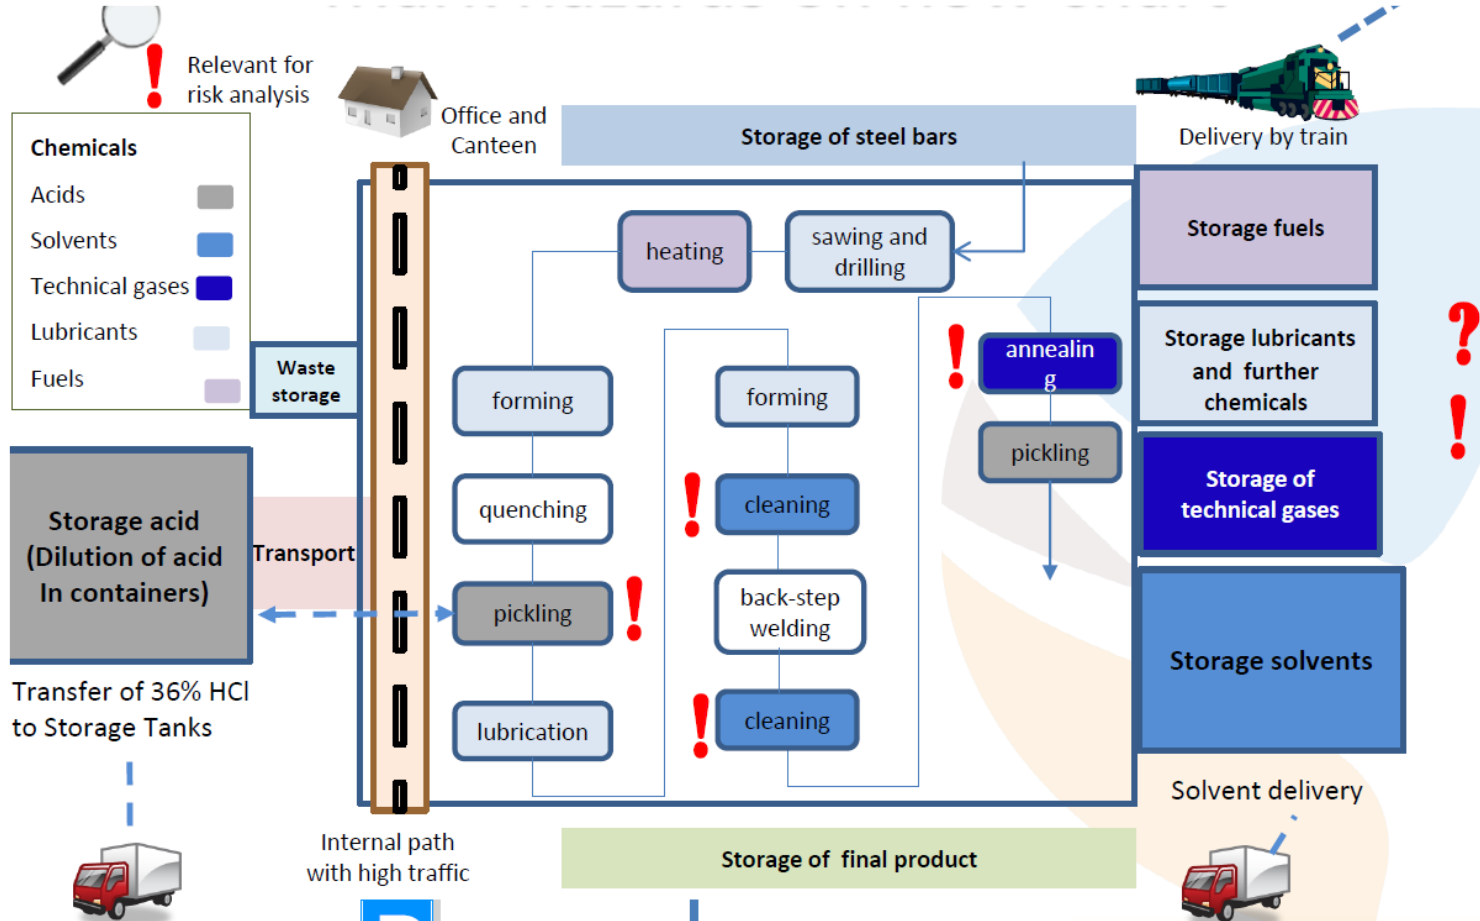 Relevant for
risk analysis
Chemicals
Acids
Solvents
Technical gases
Lubricants
Fuels
Office and
Canteen
Storage of steel bars
Delivery by train
heating
sawing and
drilling
Storage fuels
Waste
storage
forming
forming
annealin
g
Storage lubricants
and further
chemicals
quenching
cleaning
pickling
Storage of
technical gases
Storage acid
(Dilution of acid
In containers)
Transport
pickling
back-step
welding
Storage solvents
Transfer of 36% HCl
to Storage Tanks
lubrication
cleaning
Solvent delivery
Internal path
with high traffic
Storage of final product